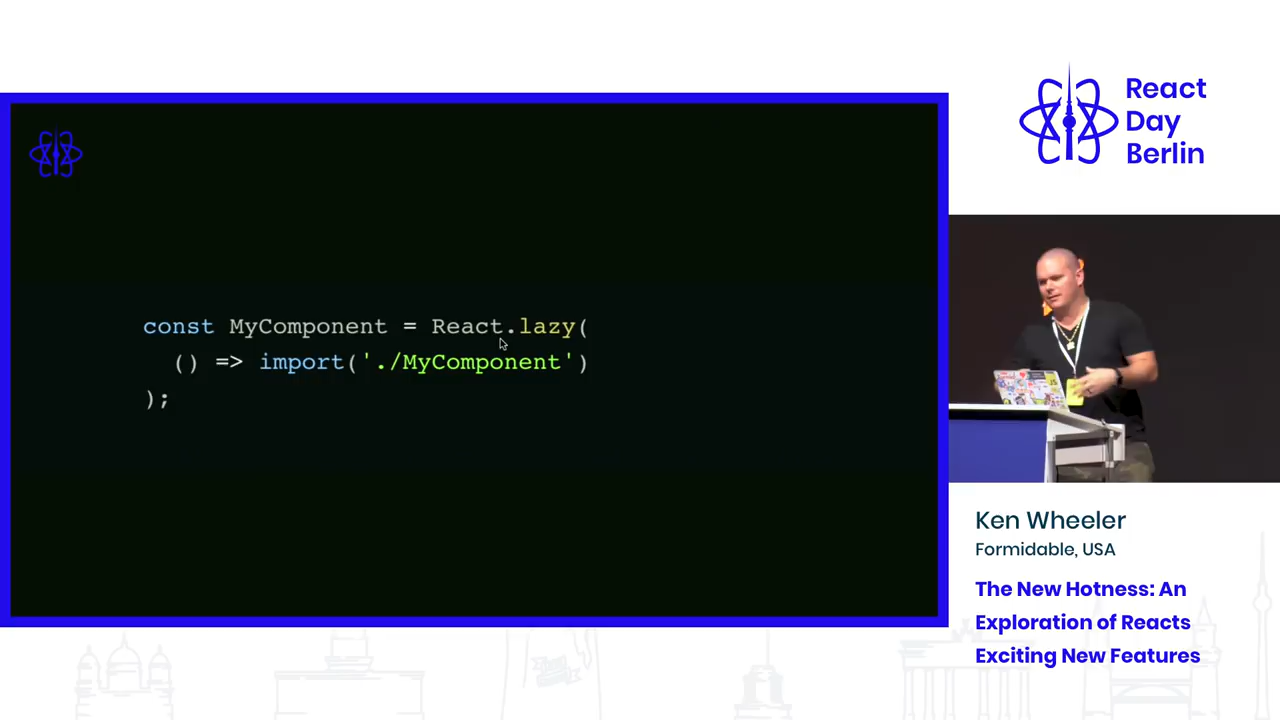 const MyComponent = React.lazy(
() => import('./MyComponent')
);
React
Day
Berlin
Ken Wheeler
Formidable, USA
The New Hotness: An
Exploration of Reacts
Exciting New Features